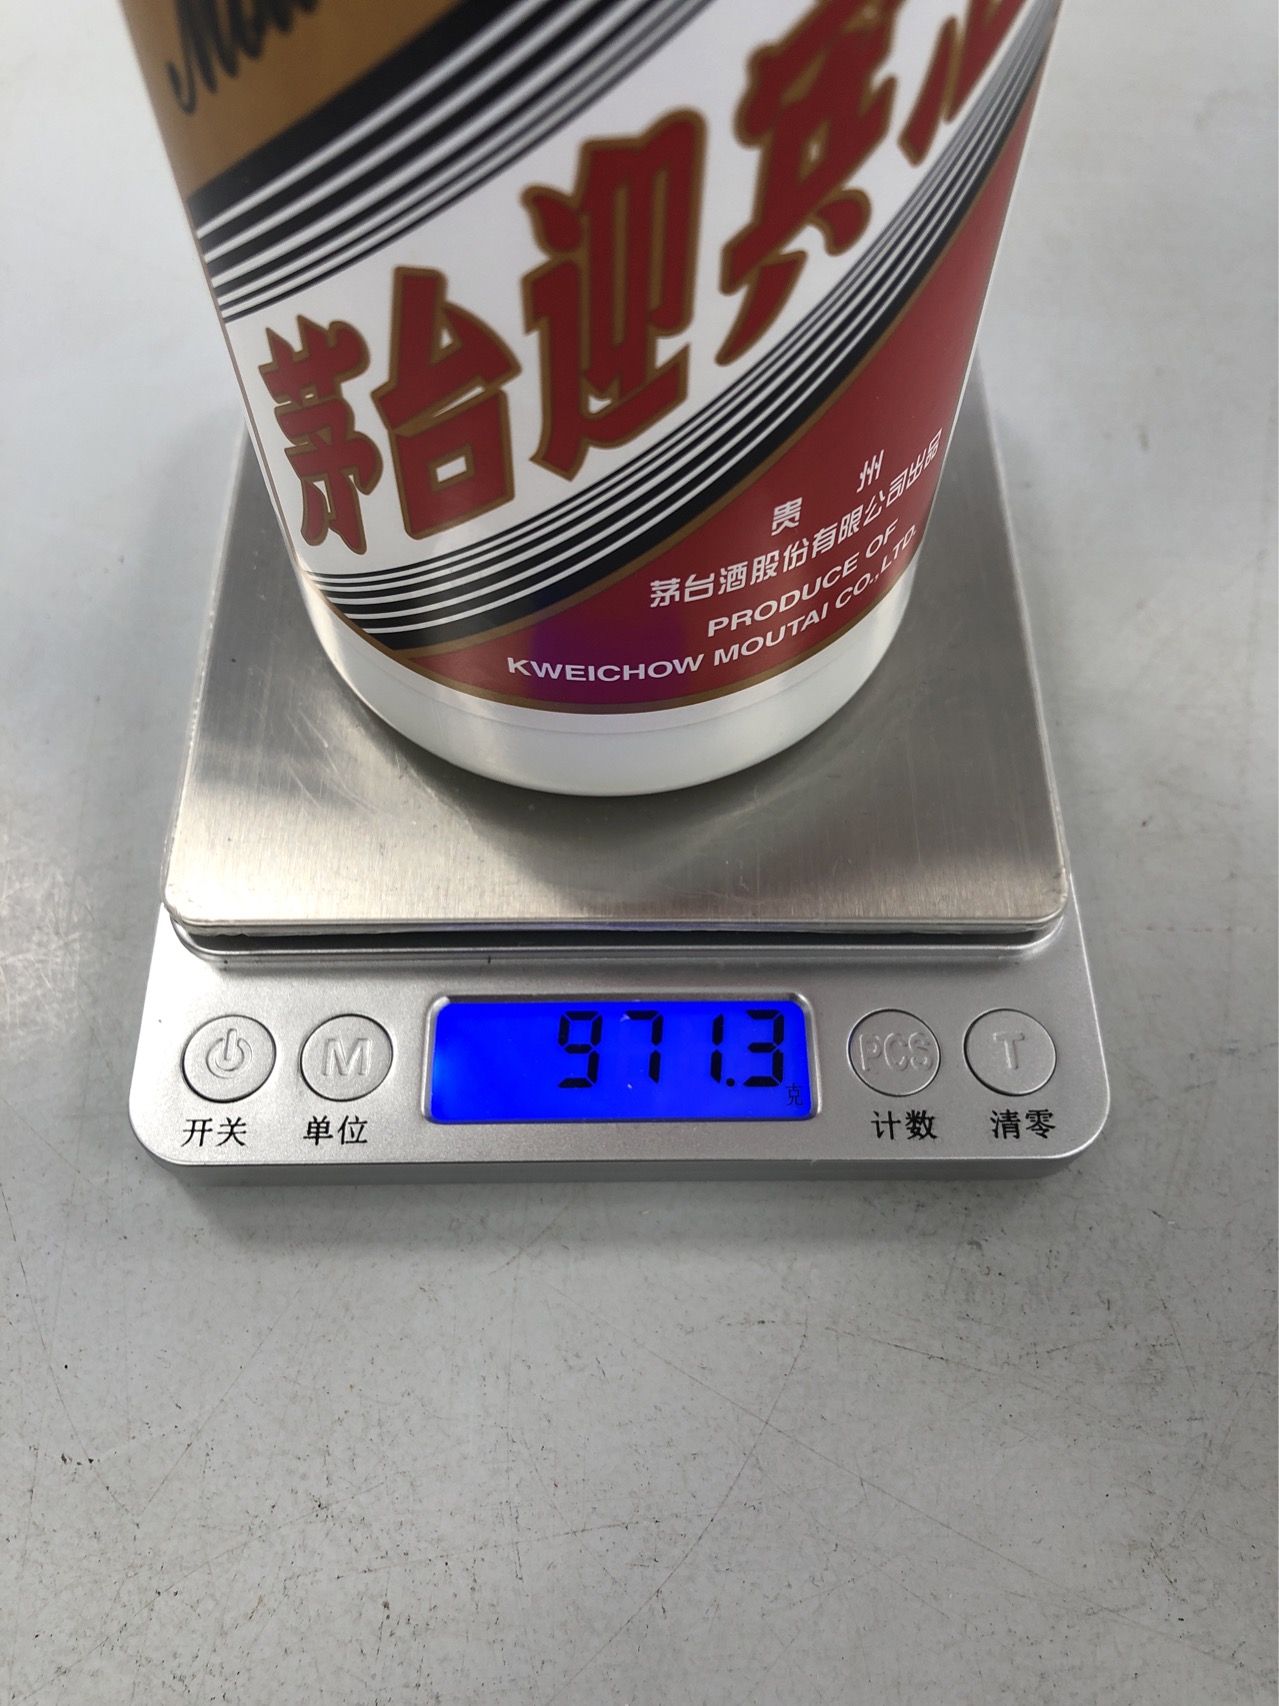 Mou
茅台迎宾
贵州
茅台酒股份有限公司出品
PRODUCE OF
KWEICHOW MOUTAI CO.,LTD.
M
971.3
克
PCS
T
开关
单位
计数
清零